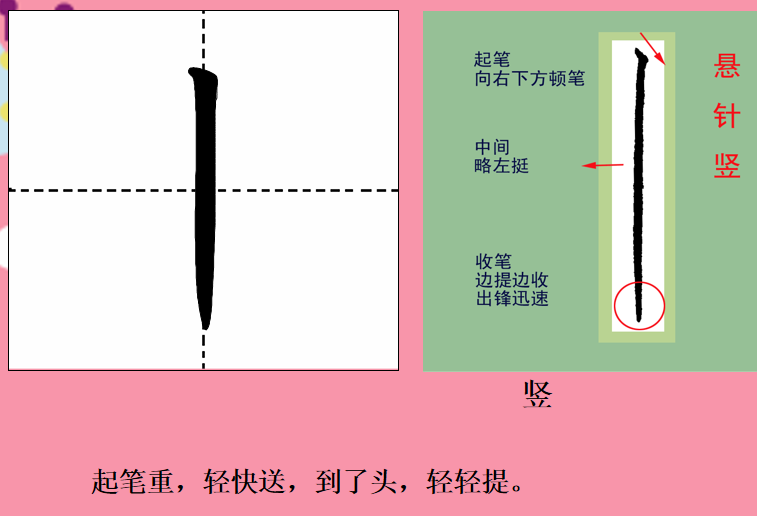 起笔
向右下方顿笔
中间
略左挺
收笔
边提边收
出锋迅速
悬
针
竖
竖
起笔重，轻快送，到了头，轻轻提。